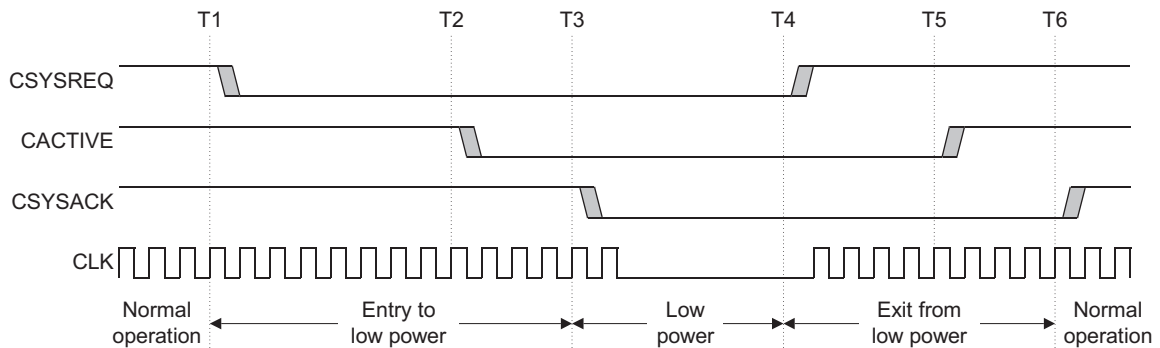 T1 T2 T3 T4 T5 T6
CSYSREQ
CACTIVE
CSYSACK
CLK
Normal operation
Entry to low power
Low power
Exit from low power
Normal operation